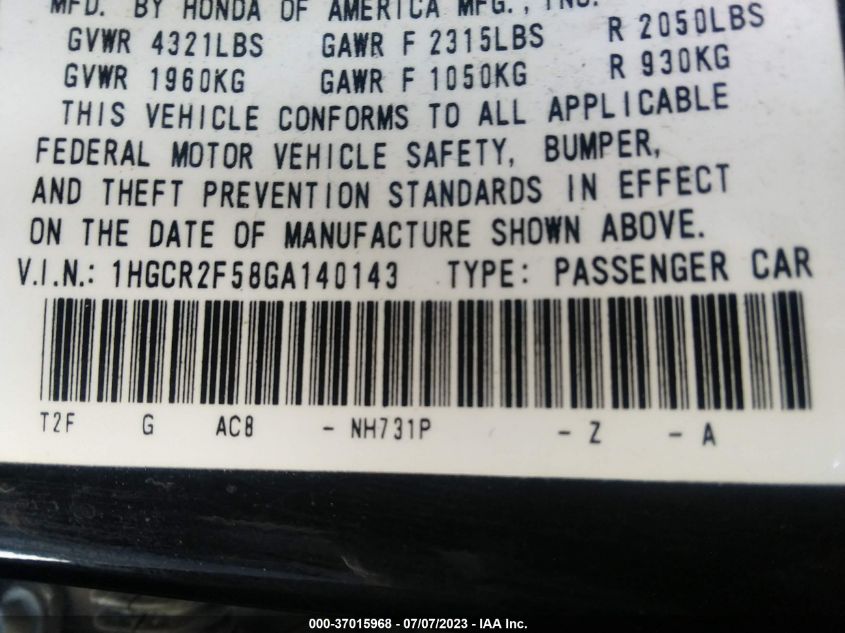 MFD. BY HONDA OF AMERICA MFG., INC.
GVWR 4321LBS GAWR F 2315LBS R 2050LBS
GVWR 1960KG GAWR F 1050KG R 930KG
THIS VEHICLE CONFORMS TO ALL APPLICABLE
FEDERAL MOTOR VEHICLE SAFETY, BUMPER,
AND THEFT PREVENTION STANDARDS IN EFFECT
ON THE DATE OF MANUFACTURE SHOWN ABOVE.
V.I.N.: 1HGCR2F58GA140143 TYPE: PASSENGER CAR
T2F G AC8 - NH731P - Z - A
000-37015968 - 07/07/2023 - IAA Inc.